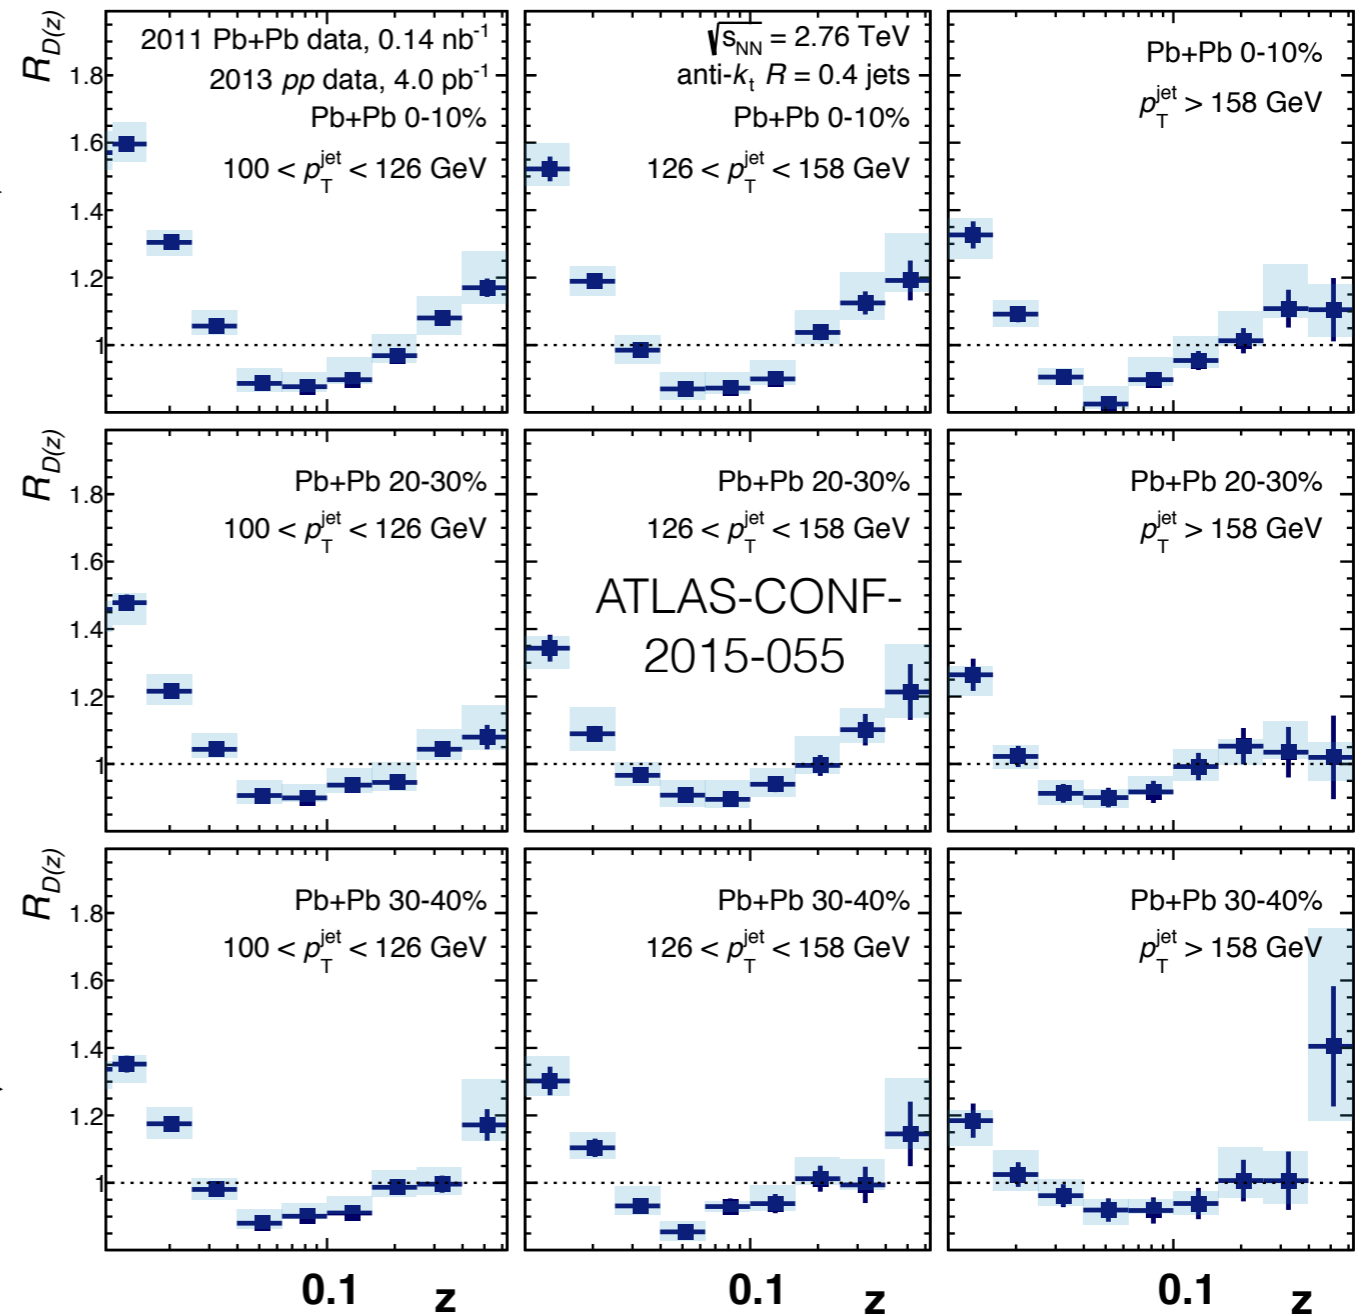 R_{D(z)}
1.8
1.6
1.4
1.2
1
2011 Pb+Pb data, 0.14 nb⁻¹
2013 pp data, 4.0 pb⁻¹
Pb+Pb 0-10%
100 < p_T^{jet} < 126 GeV
√s_{NN} = 2.76 TeV
anti-k_t R = 0.4 jets
Pb+Pb 0-10%
126 < p_T^{jet} < 158 GeV
Pb+Pb 0-10%
p_T^{jet} > 158 GeV
R_{D(z)}
1.8
1.6
1.4
1.2
1
Pb+Pb 20-30%
100 < p_T^{jet} < 126 GeV
Pb+Pb 20-30%
126 < p_T^{jet} < 158 GeV
ATLAS-CONF-
2015-055
Pb+Pb 20-30%
p_T^{jet} > 158 GeV
R_{D(z)}
1.8
1.6
1.4
1.2
1
Pb+Pb 30-40%
100 < p_T^{jet} < 126 GeV
Pb+Pb 30-40%
126 < p_T^{jet} < 158 GeV
Pb+Pb 30-40%
p_T^{jet} > 158 GeV
0.1 z
0.1 z
0.1 z